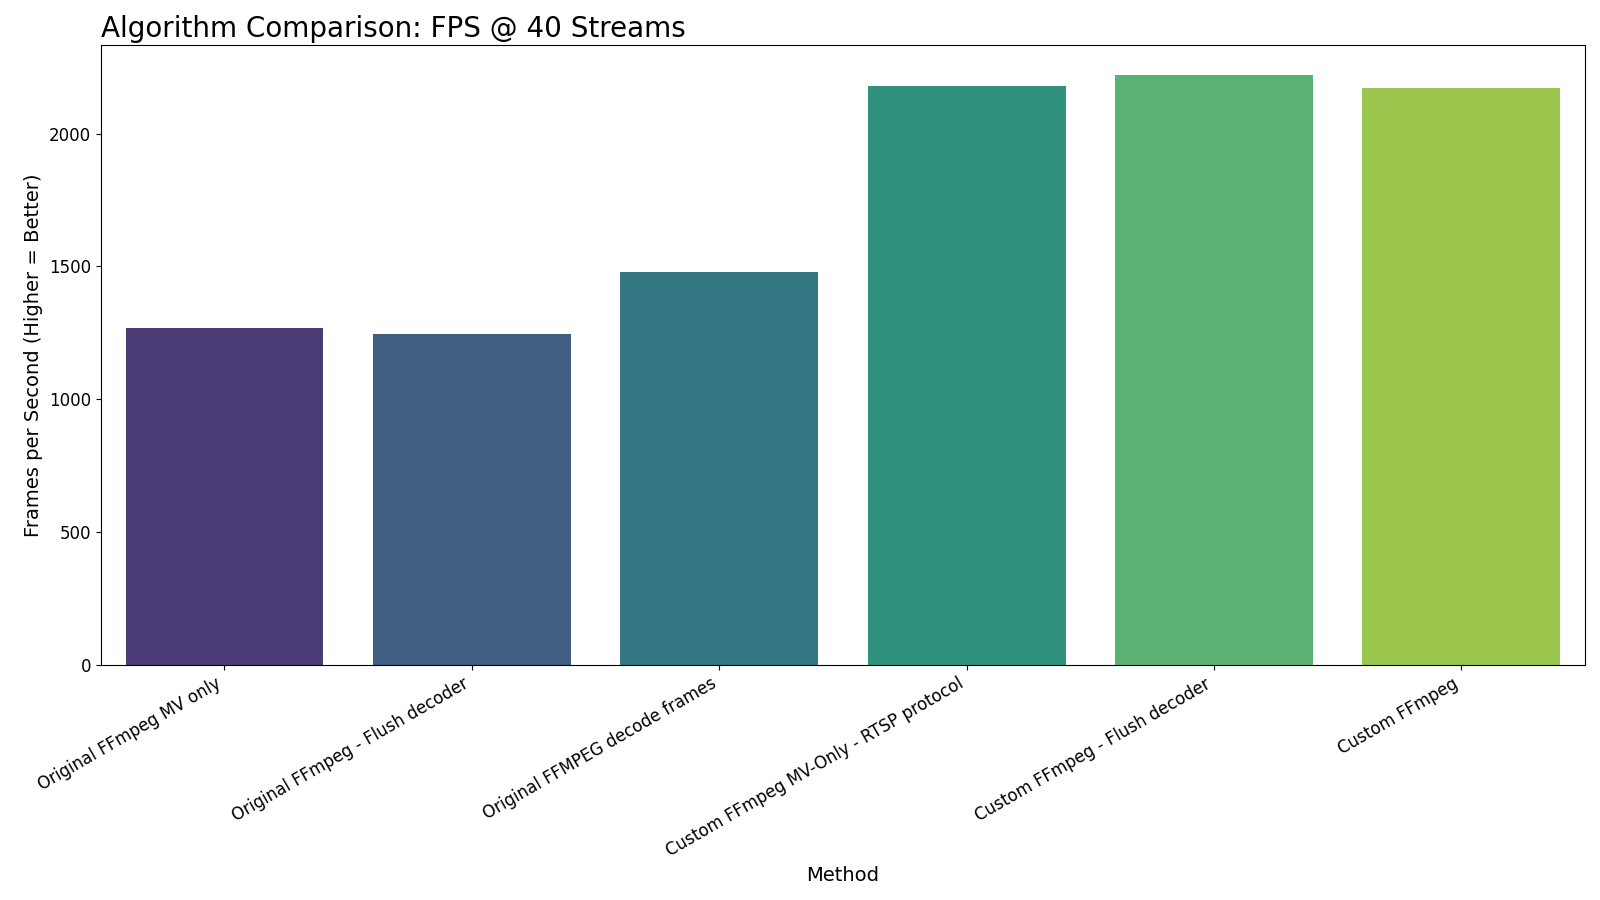 Algorithm Comparison: FPS @ 40 Streams
Frames per Second (Higher = Better)
2000
1500
1000
500
0
Original FFmpeg MV only
Original FFmpeg - Flush decoder
Original FFMPEG decode frames
Custom FFmpeg MV-Only - RTSP protocol
Custom FFmpeg - Flush decoder
Custom FFmpeg
Method